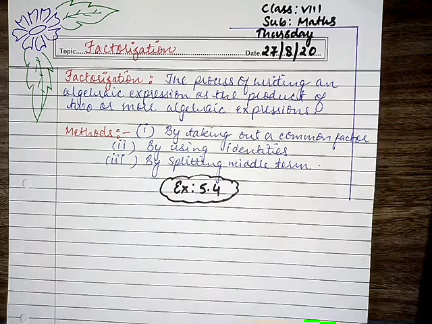 Class: VIII
Sub: Maths
Thursday
Topic Factorization Date 27/8/20
Factorization: The process of writing an
algebraic expression as the product of
two or more algebraic expressions.
Methods:- (i) By taking out a common factor
(ii) By using identities
(iii) By splitting middle term.
Ex: 5.4